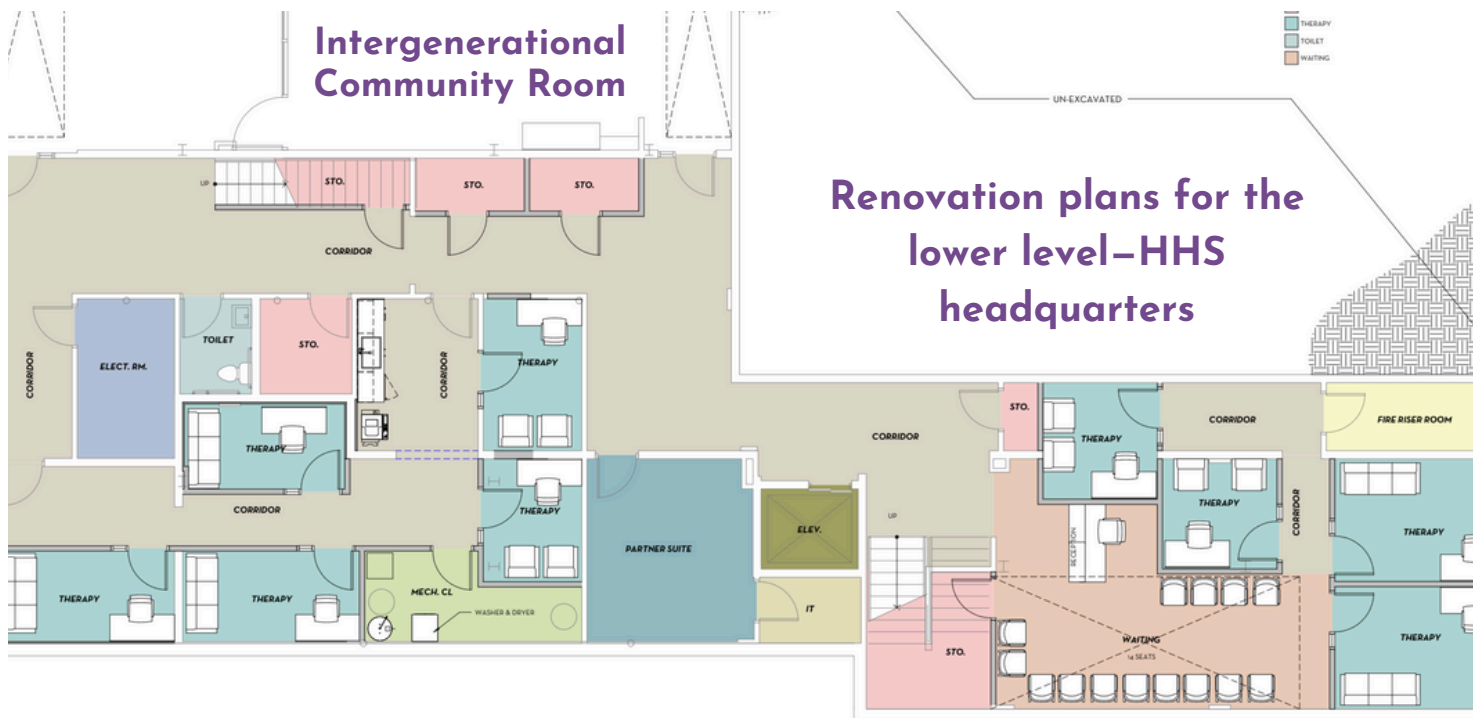 Intergenerational
Community Room
THERAPY
TOILET
WAITING
UN-EXCAVATED
Renovation plans for the
lower level–HHS
headquarters
UP
STO.
STO.
STO.
CORRIDOR
CORRIDOR
ELECT. RM.
TOILET
STO.
CORRIDOR
THERAPY
THERAPY
CORRIDOR
THERAPY
THERAPY
THERAPY
MECH. CL
WASHER & DRYER
PARTNER SUITE
ELEV.
IT
CORRIDOR
UP
STO.
STO.
THERAPY
CORRIDOR
FIRE RISER ROOM
RECEPTION
THERAPY
CORRIDOR
THERAPY
WAITING
14 SEATS
THERAPY